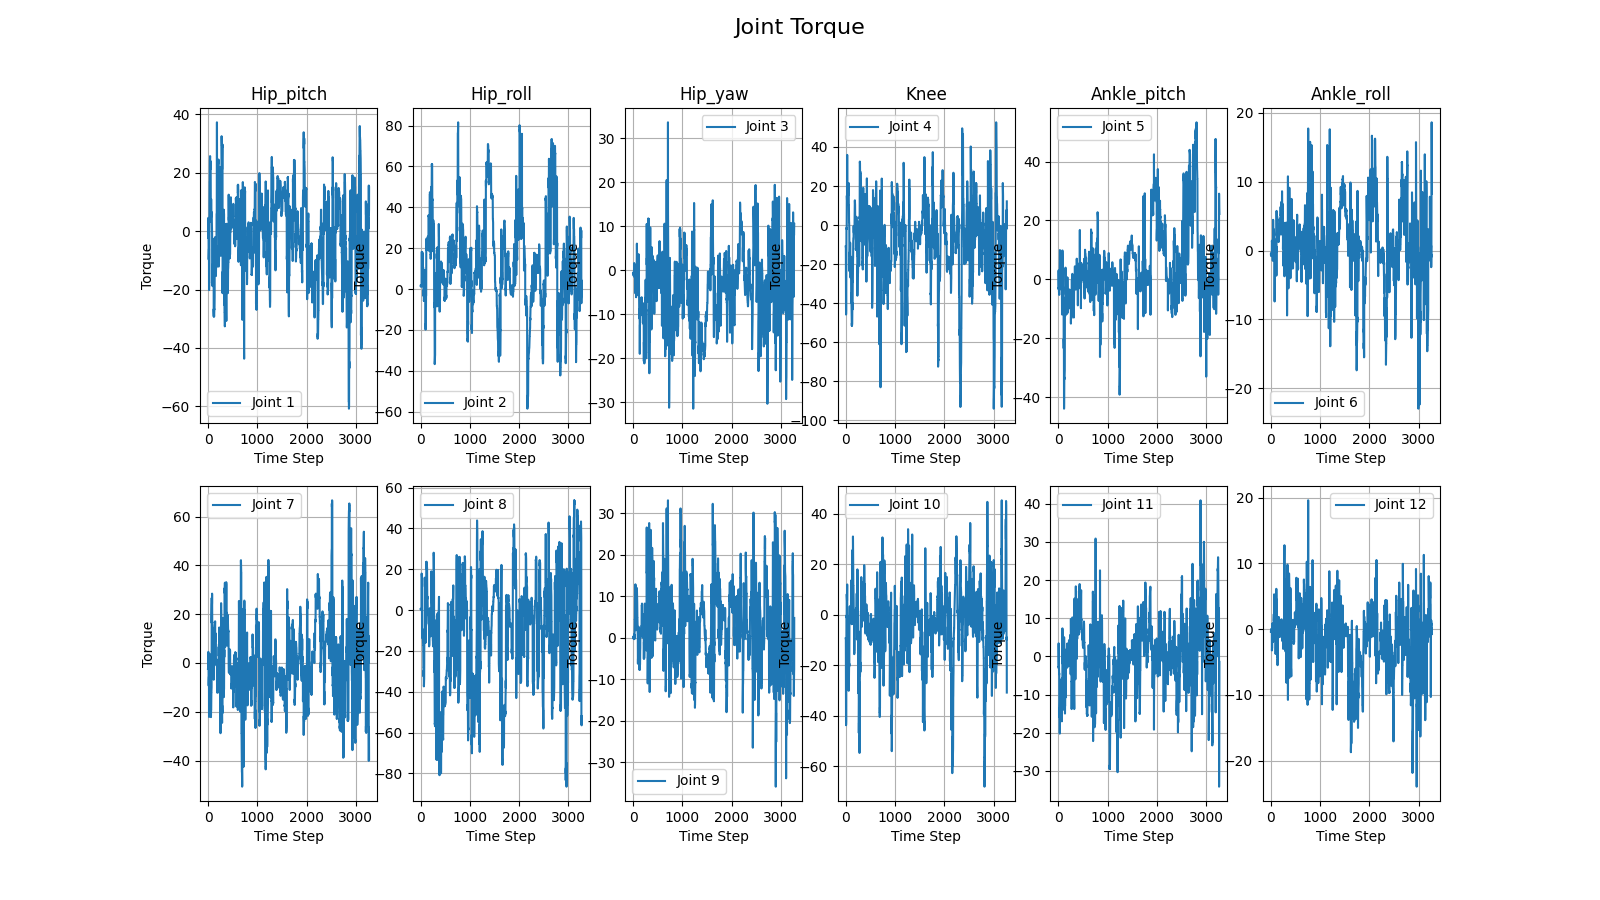 Joint Torque
Hip_pitch Hip_roll Hip_yaw Knee Ankle_pitch Ankle_roll
Torque
40
20
0
−20
−40
−60
Joint 1
0 1000 2000 3000
Time Step
Torque
80
60
40
20
0
−20
−40
−60
Joint 2
0 1000 2000 3000
Time Step
Torque
30
20
10
0
−10
−20
−30
Joint 3
0 1000 2000 3000
Time Step
Torque
40
20
0
−20
−40
−60
−80
−100
Joint 4
0 1000 2000 3000
Time Step
Torque
40
20
0
−20
−40
Joint 5
0 1000 2000 3000
Time Step
Torque
20
10
0
−10
−20
Joint 6
0 1000 2000 3000
Time Step
Torque
60
40
20
0
−20
−40
Joint 7
0 1000 2000 3000
Time Step
Torque
60
40
20
0
−20
−40
−60
−80
Joint 8
0 1000 2000 3000
Time Step
Torque
30
20
10
0
−10
−20
−30
Joint 9
0 1000 2000 3000
Time Step
Torque
40
20
0
−20
−40
−60
Joint 10
0 1000 2000 3000
Time Step
Torque
40
30
20
10
0
−10
−20
−30
Joint 11
0 1000 2000 3000
Time Step
Torque
20
10
0
−10
−20
Joint 12
0 1000 2000 3000
Time Step